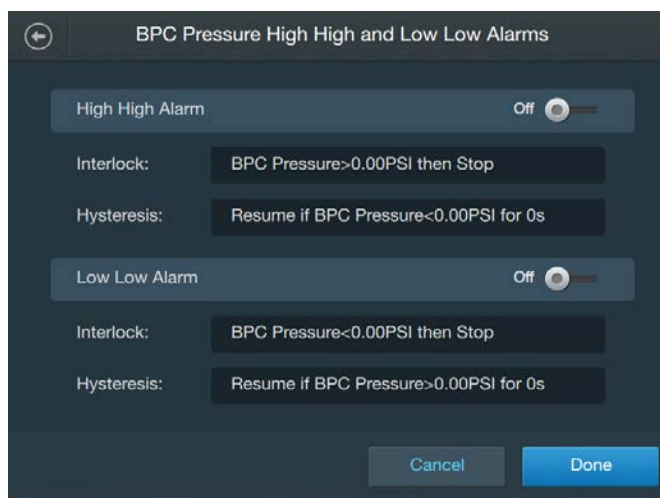 BPC Pressure High High and Low Low Alarms
High High Alarm Off
Interlock: BPC Pressure>0.00PSI then Stop
Hysteresis: Resume if BPC Pressure<0.00PSI for 0s
Low Low Alarm Off
Interlock: BPC Pressure<0.00PSI then Stop
Hysteresis: Resume if BPC Pressure>0.00PSI for 0s
Cancel Done